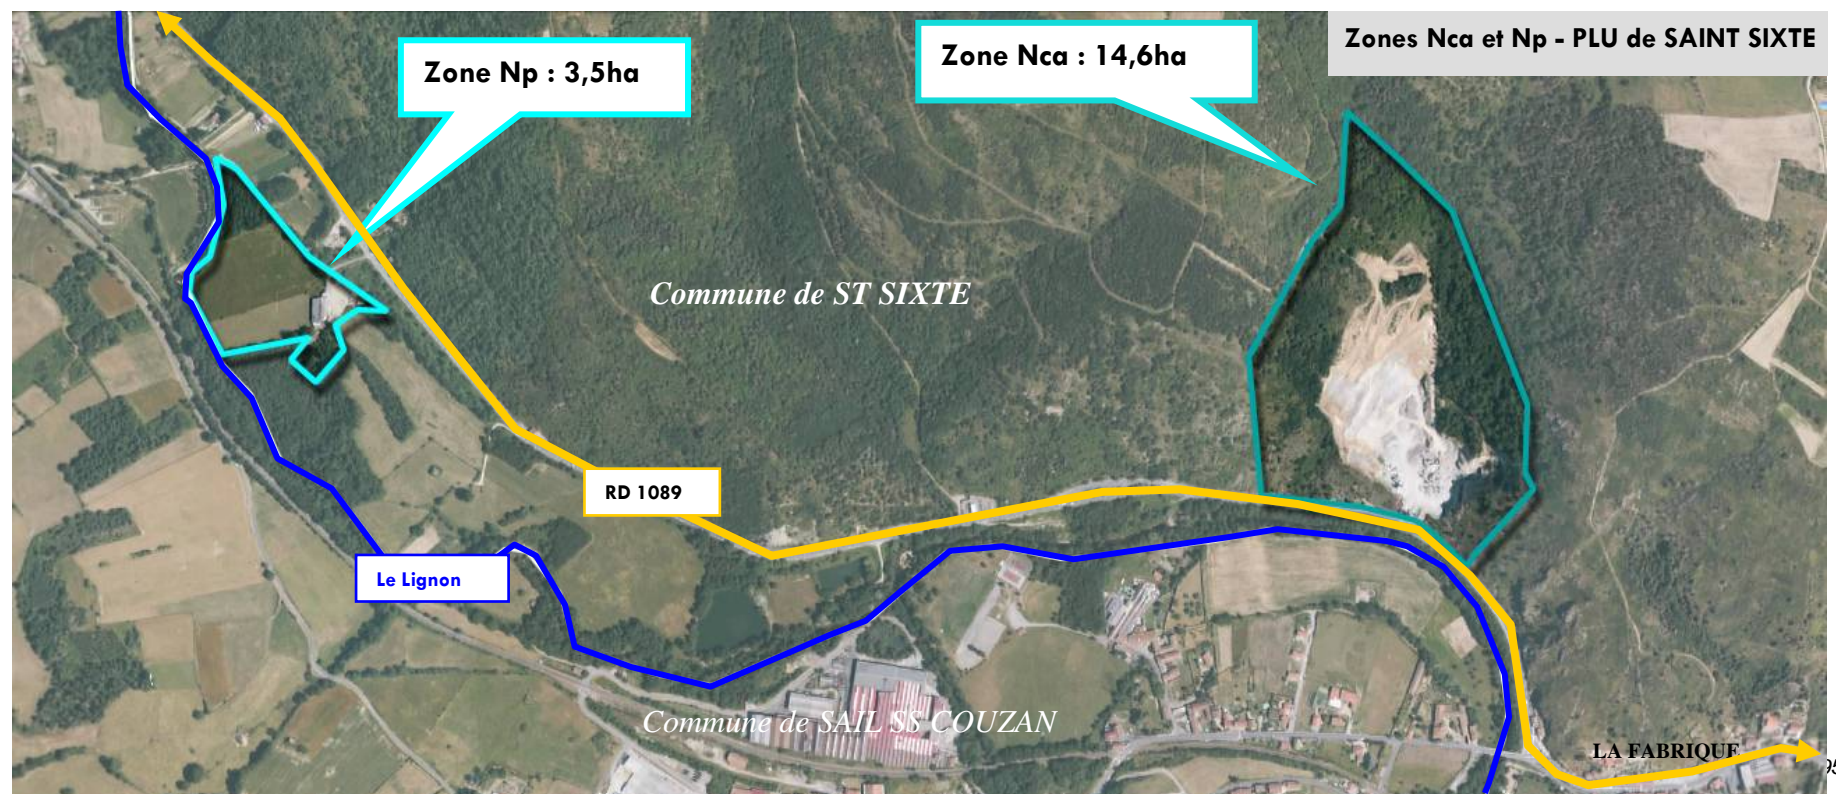 Zones Nca et Np - PLU de SAINT SIXTE
Zone Nca : 14,6ha
Zone Np : 3,5ha
Commune de ST SIXTE
RD 1089
Le Lignon
Commune de SAIL SS COUZAN
LA FABRIQUE